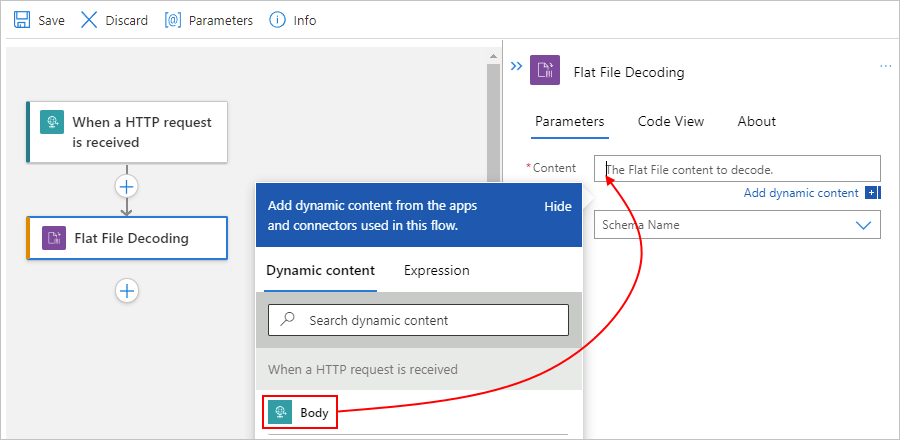 Save Discard [@] Parameters Info
When a HTTP request
is received
Flat File Decoding
Add dynamic content from the apps
and connectors used in this flow.
Hide
Dynamic content Expression
Search dynamic content
When a HTTP request is received
Body
Flat File Decoding
...
Parameters Code View About
*Content
The Flat File content to decode.
Add dynamic content
Schema Name